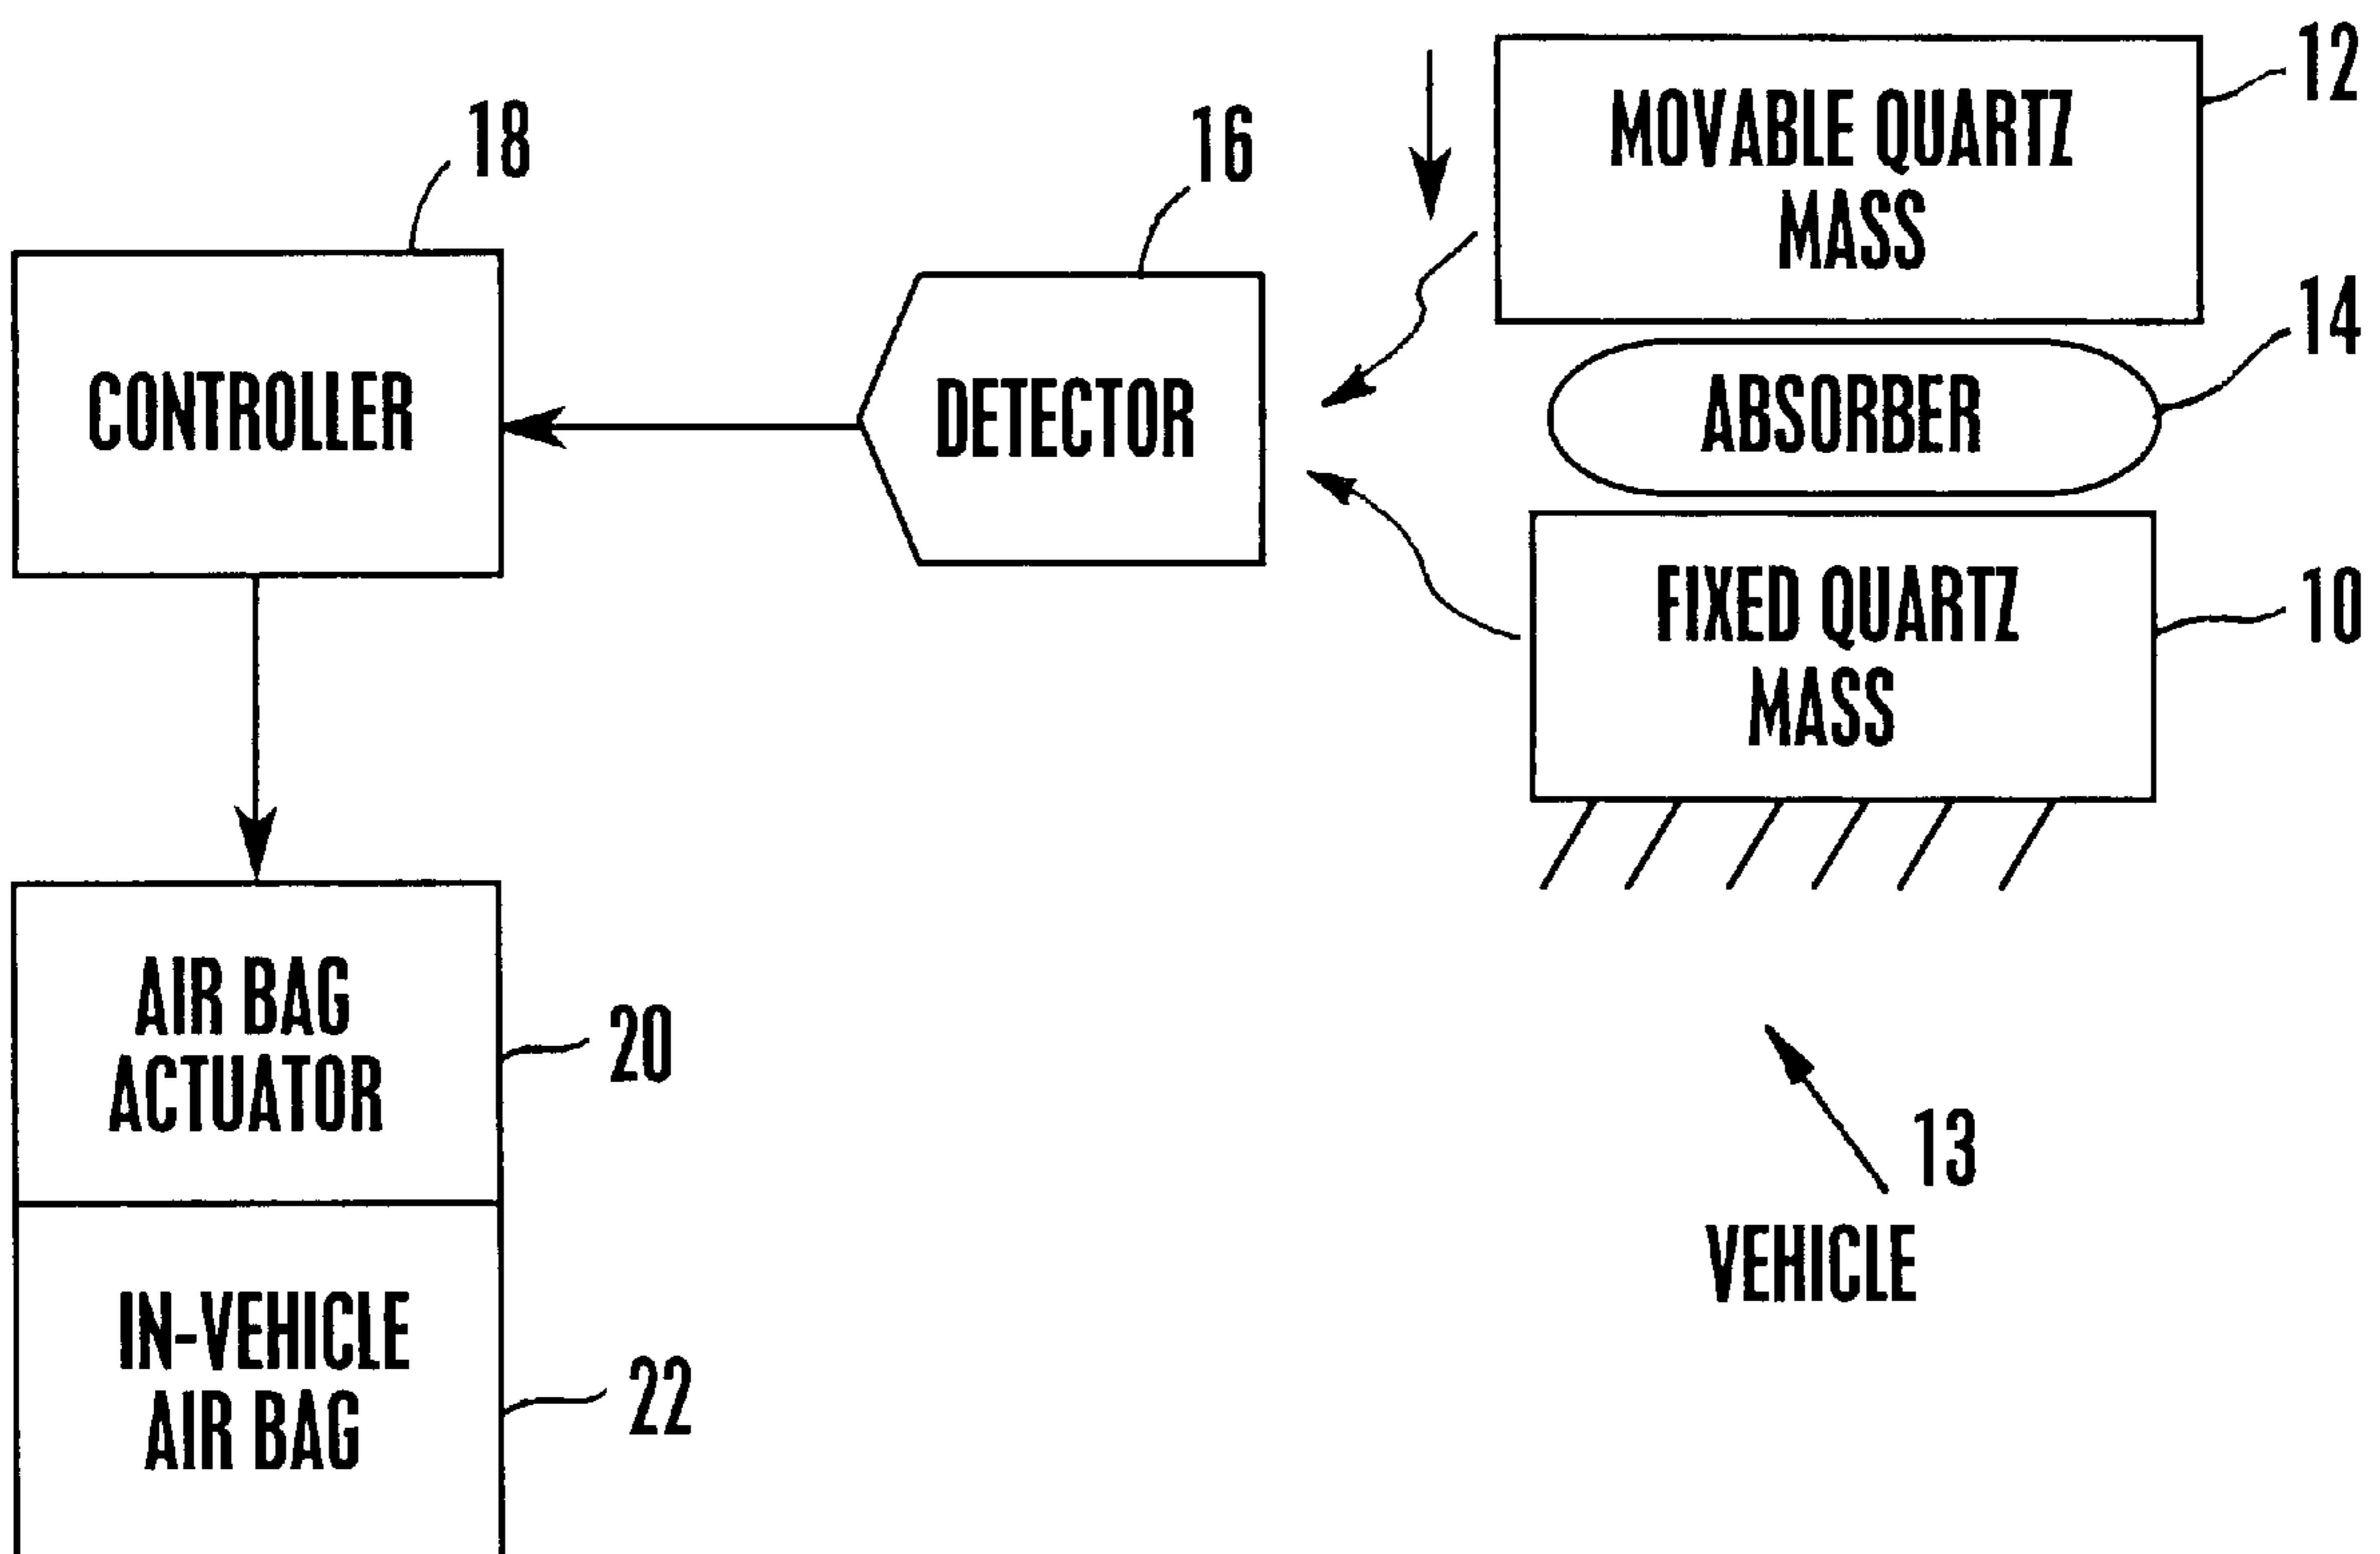 12
MOVABLE QUARTZ
MASS
18
16
14
CONTROLLER
DETECTOR
ABSORBER
FIXED QUARTZ
MASS
10
AIR BAG
ACTUATOR
20
13
VEHICLE
IN-VEHICLE
AIR BAG
22